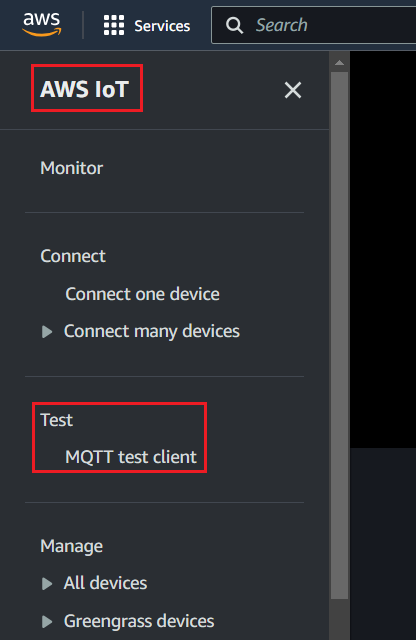 aws Services Search
AWS IoT
Monitor
Connect
Connect one device
Connect many devices
Test
MQTT test client
Manage
All devices
Greengrass devices